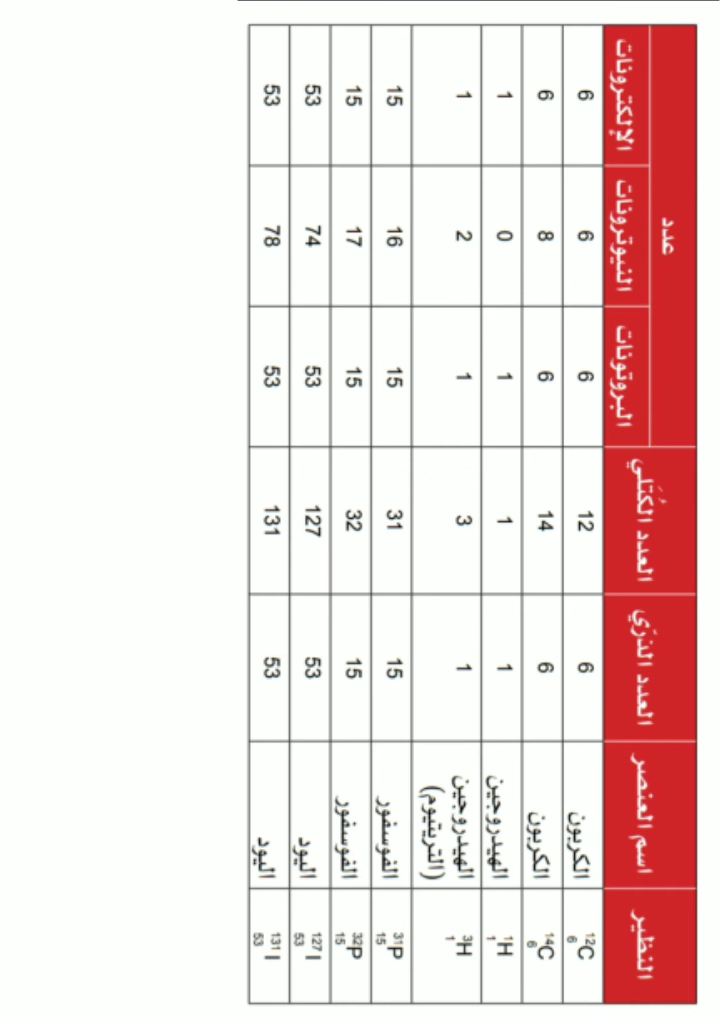 النظير اسم العنصر العدد الذرّي العدد الكُتَلي عدد
البروتونات النيوترونات الإلكترونات
¹²₆C الكربون 6 12 6 6 6
¹⁴₆C الكربون 6 14 6 8 6
¹₁H الهيدروجين 1 1 1 0 1
³₁H الهيدروجين (التريتيوم) 1 3 1 2 1
³¹₁₅P الفوسفور 15 31 15 16 15
³²₁₅P الفوسفور 15 32 15 17 15
¹²⁷₅₃I اليود 53 127 53 74 53
¹³¹₅₃I اليود 53 131 53 78 53